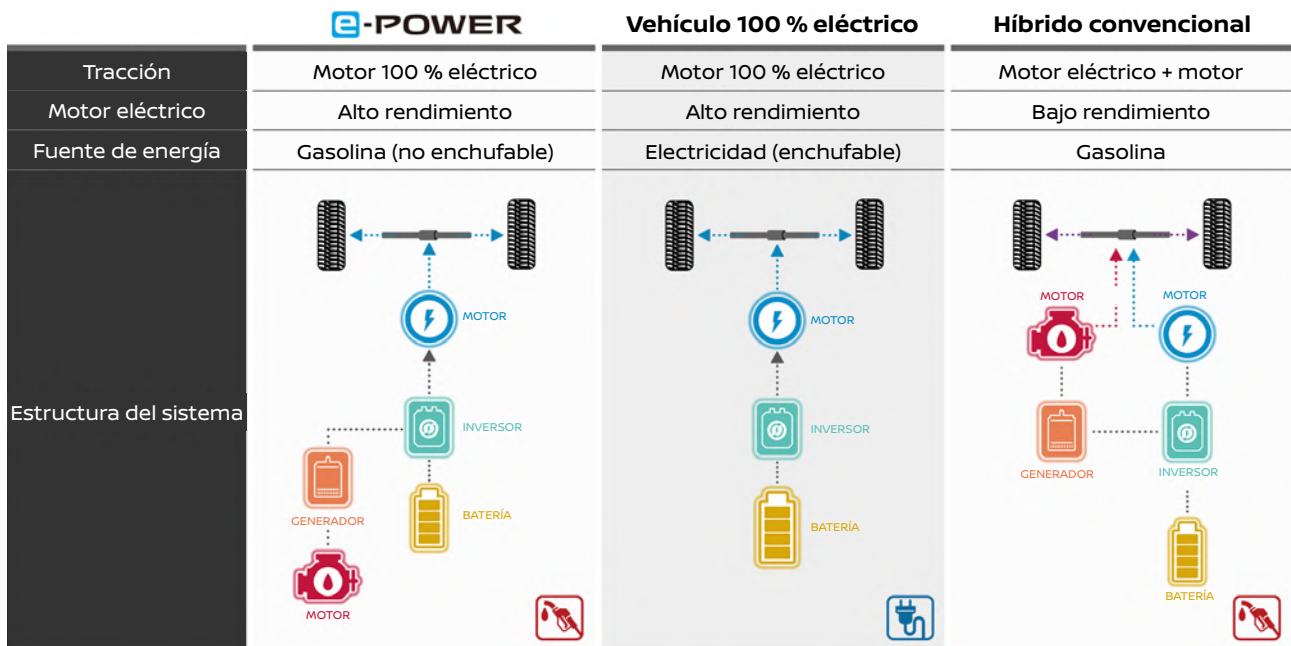 e-POWER
Vehículo 100 % eléctrico
Híbrido convencional
Tracción
Motor 100 % eléctrico
Motor 100 % eléctrico
Motor eléctrico + motor
Motor eléctrico
Alto rendimiento
Alto rendimiento
Bajo rendimiento
Fuente de energía
Gasolina (no enchufable)
Electricidad (enchufable)
Gasolina
Estructura del sistema
MOTOR
INVERSOR
GENERADOR
BATERÍA
MOTOR
MOTOR
INVERSOR
BATERÍA
MOTOR
MOTOR
GENERADOR
INVERSOR
BATERÍA